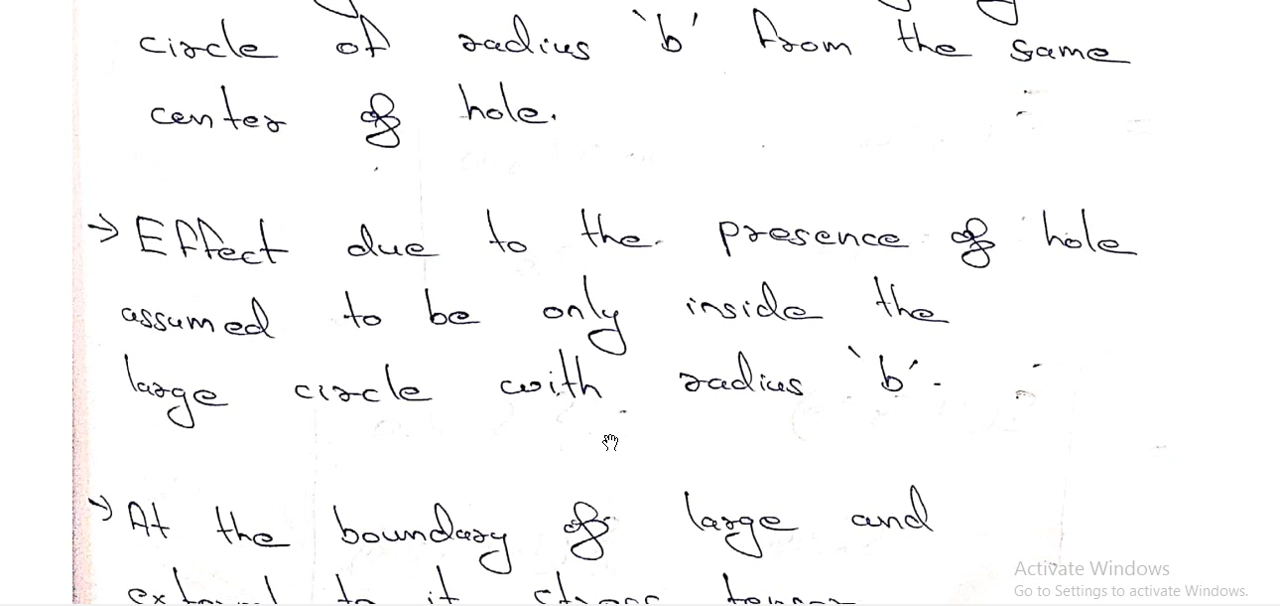 circle of radius 'b' from the same
center of hole.
→ Effect due to the presence of hole
assumed to be only inside the
large circle with radius 'b'.
→ At the boundary of large and
to it
Activate Windows
Go to Settings to activate Windows.